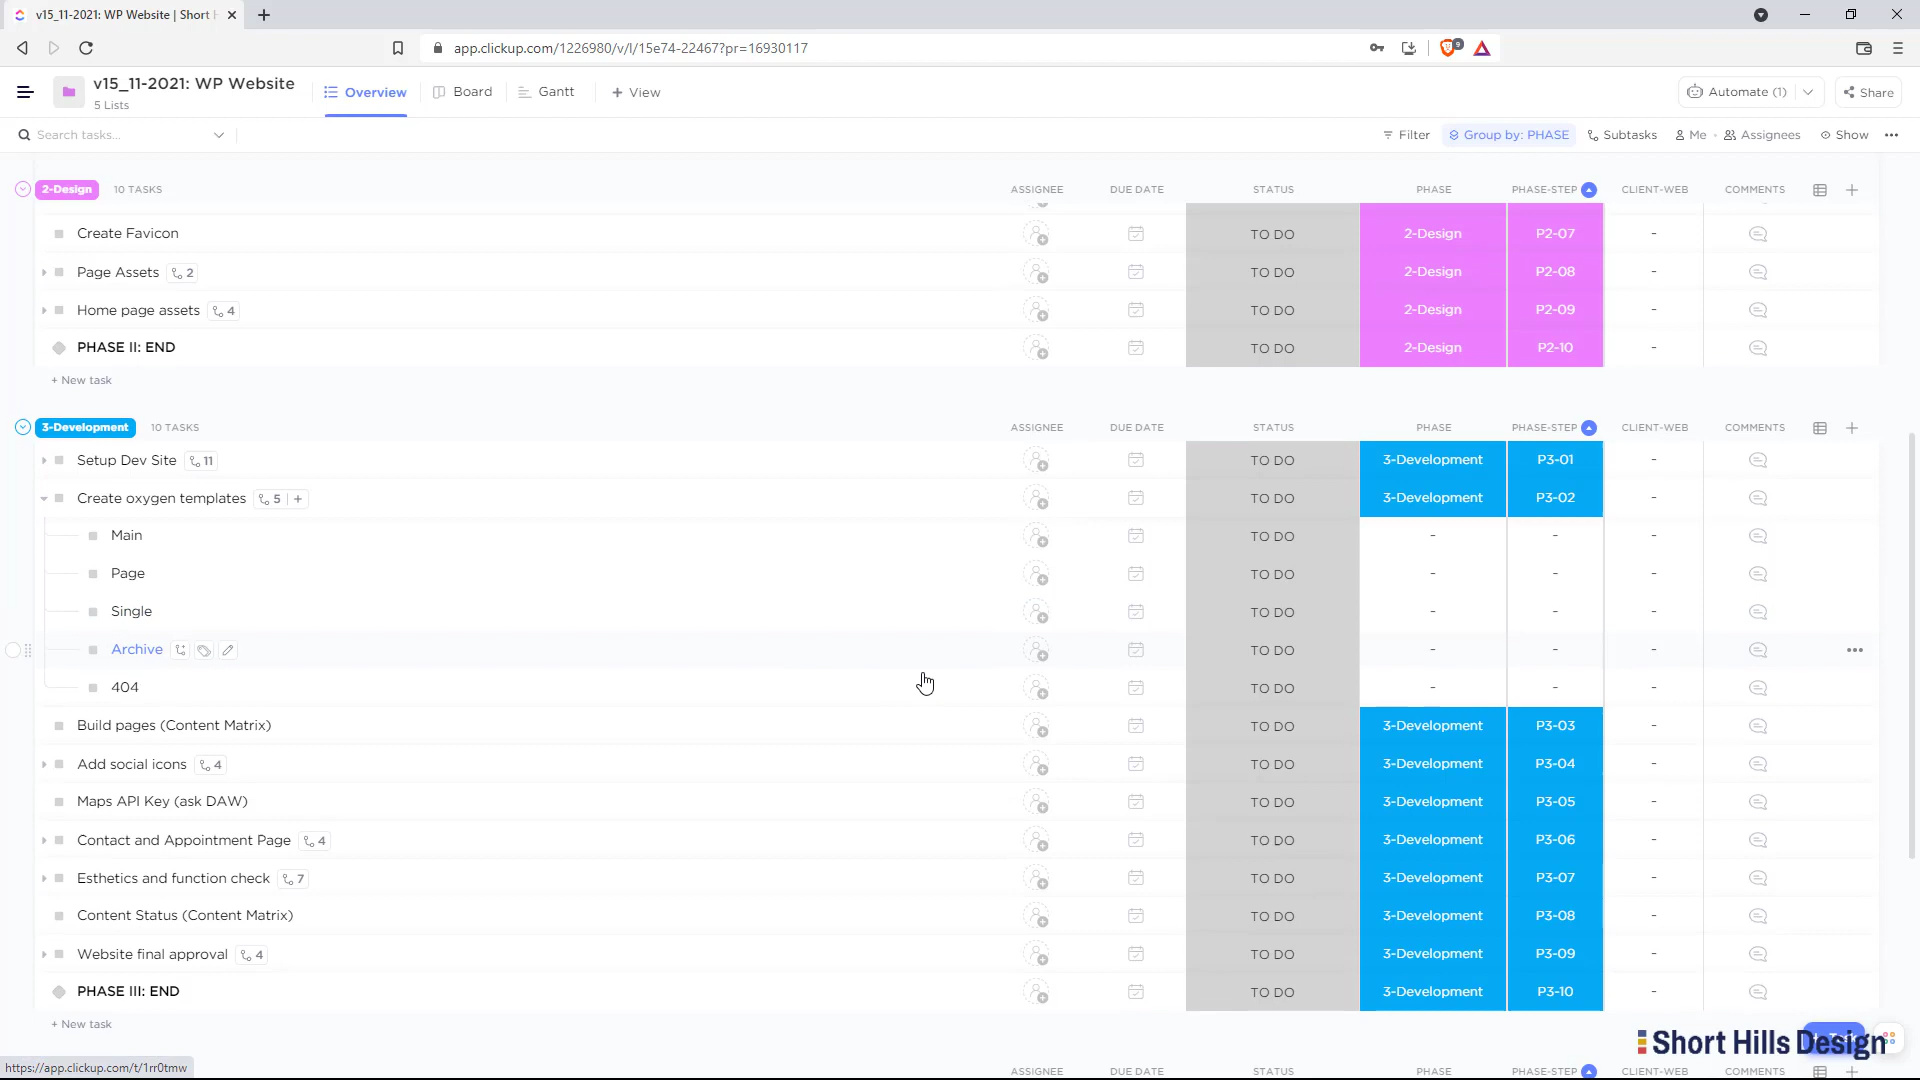 v15_11-2021: WP Website | Short H
app.clickup.com/1226980/v/l/15e74-22467?pr=16930117
9
v15_11-2021: WP Website
5 Lists
Overview
Board
Gantt
+ View
Automate (1)
Share
Search tasks...
Filter
Group by: PHASE
Subtasks
Me
Assignees
Show
2-Design 10 TASKS ASSIGNEE DUE DATE STATUS PHASE PHASE-STEP CLIENT-WEB COMMENTS
Create Favicon TO DO 2-Design P2-07 -
Page Assets 2 TO DO 2-Design P2-08 -
Home page assets 4 TO DO 2-Design P2-09 -
PHASE II: END TO DO 2-Design P2-10 -
+ New task
3-Development 10 TASKS ASSIGNEE DUE DATE STATUS PHASE PHASE-STEP CLIENT-WEB COMMENTS
Setup Dev Site 11 TO DO 3-Development P3-01 -
Create oxygen templates 5 + TO DO 3-Development P3-02 -
Main TO DO - - -
Page TO DO - - -
Single TO DO - - -
Archive TO DO - - -
404 TO DO - - -
Build pages (Content Matrix) TO DO 3-Development P3-03 -
Add social icons 4 TO DO 3-Development P3-04 -
Maps API Key (ask DAW) TO DO 3-Development P3-05 -
Contact and Appointment Page 4 TO DO 3-Development P3-06 -
Esthetics and function check 7 TO DO 3-Development P3-07 -
Content Status (Content Matrix) TO DO 3-Development P3-08 -
Website final approval 4 TO DO 3-Development P3-09 -
PHASE III: END TO DO 3-Development P3-10 -
+ New task
Short Hills Design
https://app.clickup.com/t/1rr0tmw
ASSIGNEE DUE DATE STATUS PHASE PHASE-STEP CLIENT-WEB COMMENTS